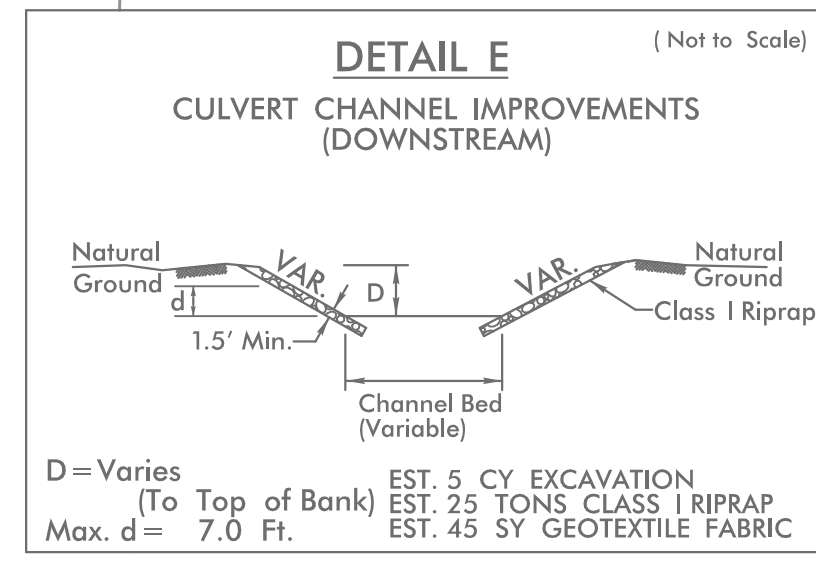 ( Not to Scale)
DETAIL E
CULVERT CHANNEL IMPROVEMENTS
(DOWNSTREAM)
Natural
Ground
VAR.
D
d
1.5' Min.
VAR.
Natural
Ground
Class I Riprap
Channel Bed
(Variable)
D = Varies
(To Top of Bank)
Max. d = 7.0 Ft.
EST. 5 CY EXCAVATION
EST. 25 TONS CLASS I RIPRAP
EST. 45 SY GEOTEXTILE FABRIC